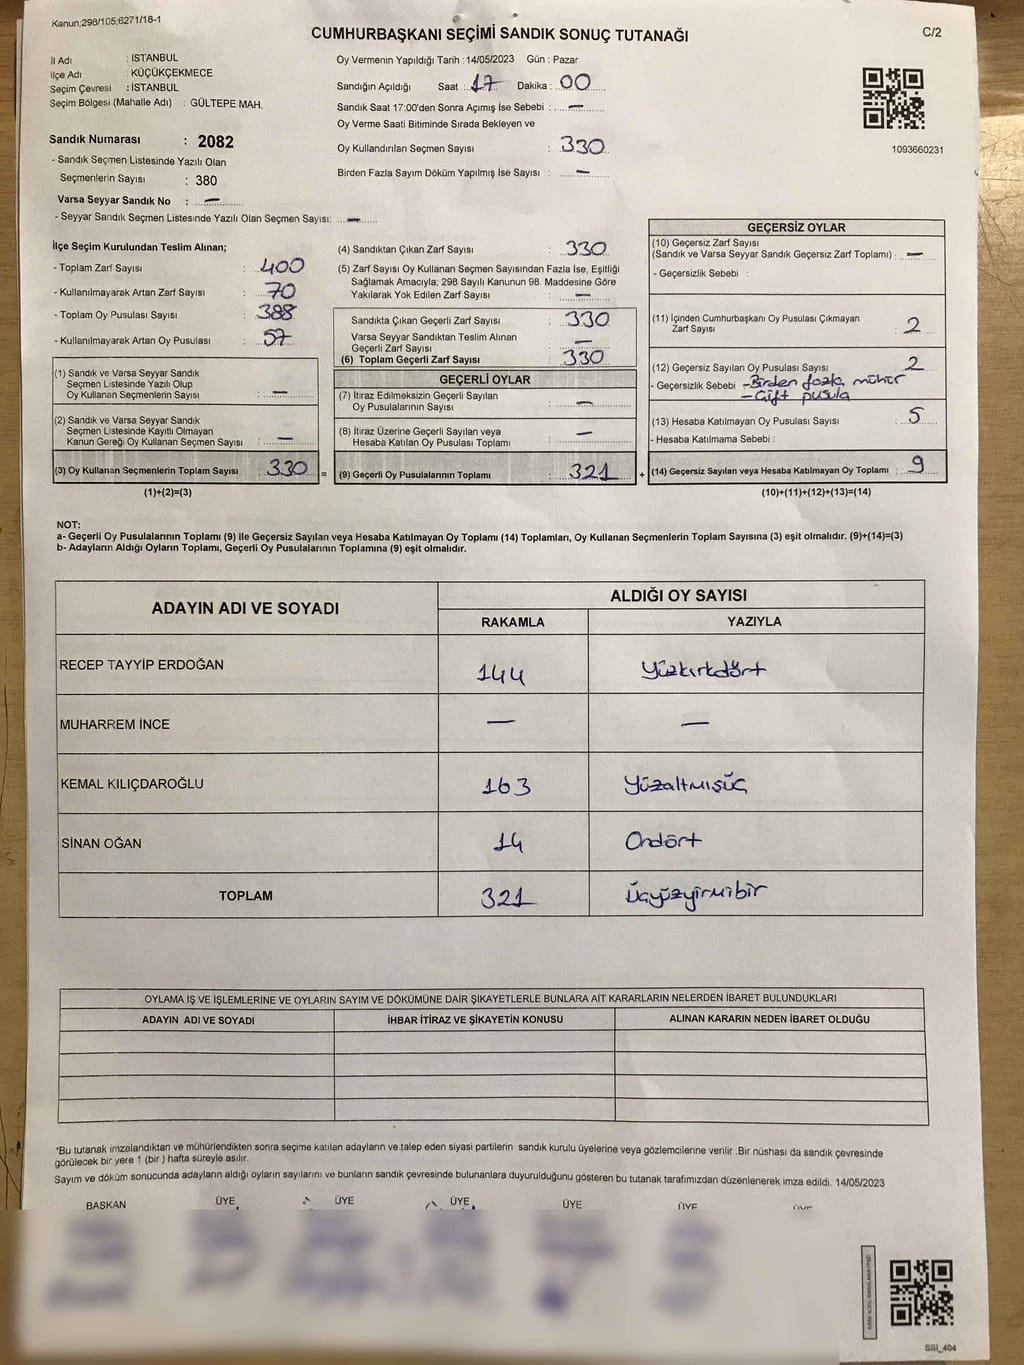 Kanun;298/105;6271/18-1
CUMHURBAŞKANI SEÇİMİ SANDIK SONUÇ TUTANAĞI
C/2
İl Adı : İSTANBUL
İlçe Adı : KÜÇÜKÇEKMECE
Seçim Çevresi : İSTANBUL
Seçim Bölgesi (Mahalle Adı) : GÜLTEPE MAH.
Oy Vermenin Yapıldığı Tarih : 14/05/2023 Gün : Pazar
Sandığın Açıldığı Saat : 17 Dakika : 00
Sandık Saat 17:00'den Sonra Açımış İse Sebebi : —
Oy Verme Saati Bitiminde Sırada Bekleyen ve
Oy Kullandırılan Seçmen Sayısı : 330
Birden Fazla Sayım Döküm Yapılmış İse Sayısı : —
1093660231
Sandık Numarası : 2082
- Sandık Seçmen Listesinde Yazılı Olan
Seçmenlerin Sayısı : 380
Varsa Seyyar Sandık No : —
- Seyyar Sandık Seçmen Listesinde Yazılı Olan Seçmen Sayısı: —
İlçe Seçim Kurulundan Teslim Alınan;
- Toplam Zarf Sayısı : 400
- Kullanılmayarak Artan Zarf Sayısı : 70
- Toplam Oy Pusulası Sayısı : 388
- Kullanılmayarak Artan Oy Pusulası : 57
(1) Sandık ve Varsa Seyyar Sandık
Seçmen Listesinde Yazılı Olup
Oy Kullanan Seçmenlerin Sayısı : —
(2) Sandık ve Varsa Seyyar Sandık
Seçmen Listesinde Kayıtlı Olmayan
Kanun Gereği Oy Kullanan Seçmen Sayısı : —
(3) Oy Kullanan Seçmenlerin Toplam Sayısı : 330 =
(1)+(2)=(3)
(4) Sandıktan Çıkan Zarf Sayısı : 330
(5) Zarf Sayısı Oy Kullanan Seçmen Sayısından Fazla İse, Eşitliği
Sağlamak Amacıyla; 298 Sayılı Kanunun 98. Maddesine Göre
Yakılarak Yok Edilen Zarf Sayısı : —
Sandıkta Çıkan Geçerli Zarf Sayısı : 330
Varsa Seyyar Sandıktan Teslim Alınan
Geçerli Zarf Sayısı : —
(6) Toplam Geçerli Zarf Sayısı : 330
GEÇERLİ OYLAR
(7) İtiraz Edilmeksizin Geçerli Sayılan
Oy Pusulalarının Sayısı : —
(8) İtiraz Üzerine Geçerli Sayılan veya
Hesaba Katılan Oy Pusulası Toplamı : —
(9) Geçerli Oy Pusulalarının Toplamı : 321 +
GEÇERSİZ OYLAR
(10) Geçersiz Zarf Sayısı
(Sandık ve Varsa Seyyar Sandık Geçersiz Zarf Toplamı) : —
- Geçersizlik Sebebi :
(11) İçinden Cumhurbaşkanı Oy Pusulası Çıkmayan
Zarf Sayısı : 2
(12) Geçersiz Sayılan Oy Pusulası Sayısı : 2
- Geçersizlik Sebebi - Birden fazla mühür
- Çift pusula
(13) Hesaba Katılmayan Oy Pusulası Sayısı : 5
- Hesaba Katılmama Sebebi :
(14) Geçersiz Sayılan veya Hesaba Katılmayan Oy Toplamı : 9
(10)+(11)+(12)+(13)=(14)
NOT:
a- Geçerli Oy Pusulalarının Toplamı (9) ile Geçersiz Sayılan veya Hesaba Katılmayan Oy Toplamı (14) Toplamları, Oy Kullanan Seçmenlerin Toplam Sayısına (3) eşit olmalıdır. (9)+(14)=(3)
b- Adayların Aldığı Oyların Toplamı, Geçerli Oy Pusulalarının Toplamına (9) eşit olmalıdır.
ADAYIN ADI VE SOYADI
ALDIĞI OY SAYISI
RAKAMLA YAZIYLA
RECEP TAYYİP ERDOĞAN 144 Yüzkırkdört
MUHARREM İNCE — —
KEMAL KILIÇDAROĞLU 163 Yüzaltmışüç
SİNAN OĞAN 14 Ondört
TOPLAM 321 Üçyüzyirmibir
OYLAMA İŞ VE İŞLEMLERİNE VE OYLARIN SAYIM VE DÖKÜMÜNE DAİR ŞİKAYETLERLE BUNLARA AİT KARARLARIN NELERDEN İBARET BULUNDUKLARI
ADAYIN ADI VE SOYADI İHBAR İTİRAZ VE ŞİKAYETİN KONUSU ALINAN KARARIN NEDEN İBARET OLDUĞU
*Bu tutanak imzalandıktan ve mühürlendikten sonra seçime katılan adayların ve talep eden siyasi partilerin sandık kurulu üyelerine veya gözlemcilerine verilir .Bir nüshası da sandık çevresinde
görülecek bir yere 1 (bir ) hafta süreyle asılır.
Sayım ve döküm sonucunda adayların aldığı oyların sayılarını ve bunların sandık çevresinde bulunanlara duyurulduğunu gösteren bu tutanak tarafımızdan düzenlenerek imza edildi. 14/05/2023
BAŞKAN ÜYE ÜYE ÜYE ÜYE ÜYE ÜYE
SSI_404